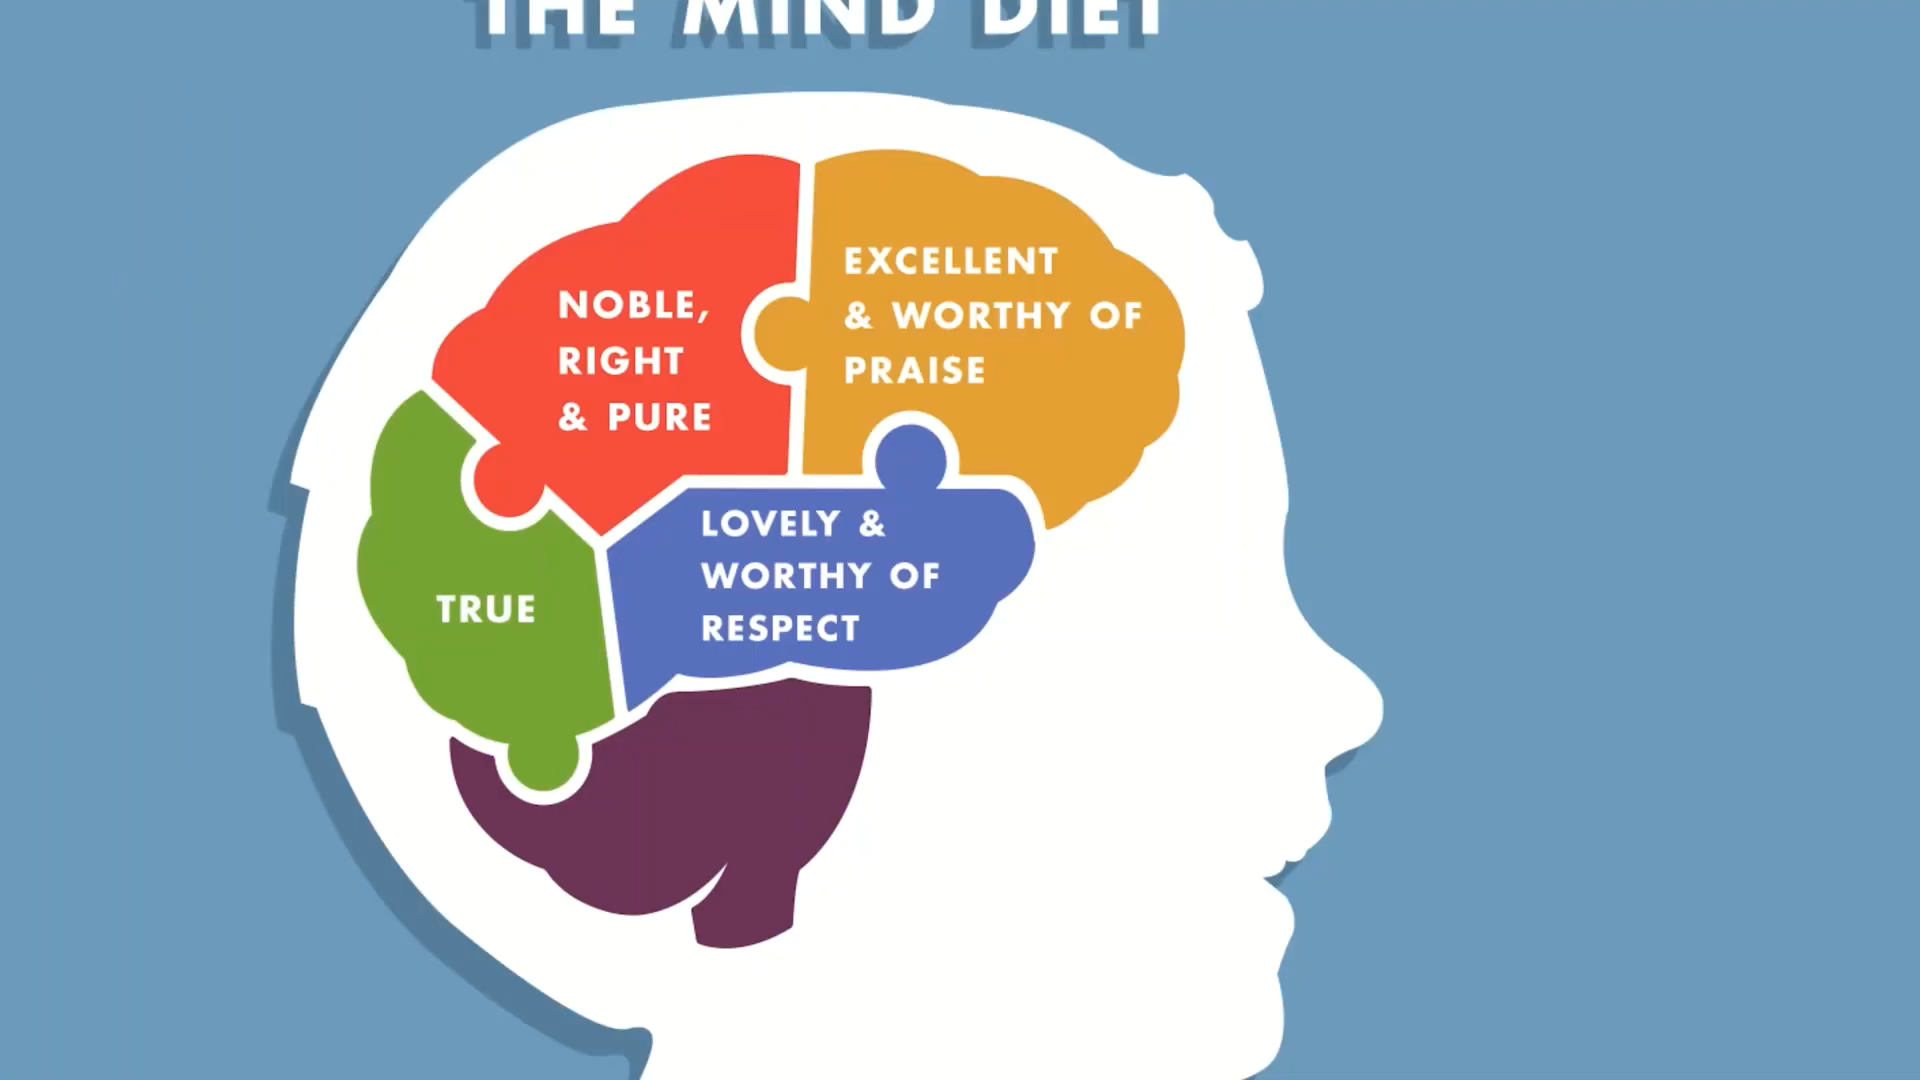 THE MIND DIET
NOBLE,
RIGHT
& PURE
EXCELLENT
& WORTHY OF
PRAISE
LOVELY &
WORTHY OF
RESPECT
TRUE